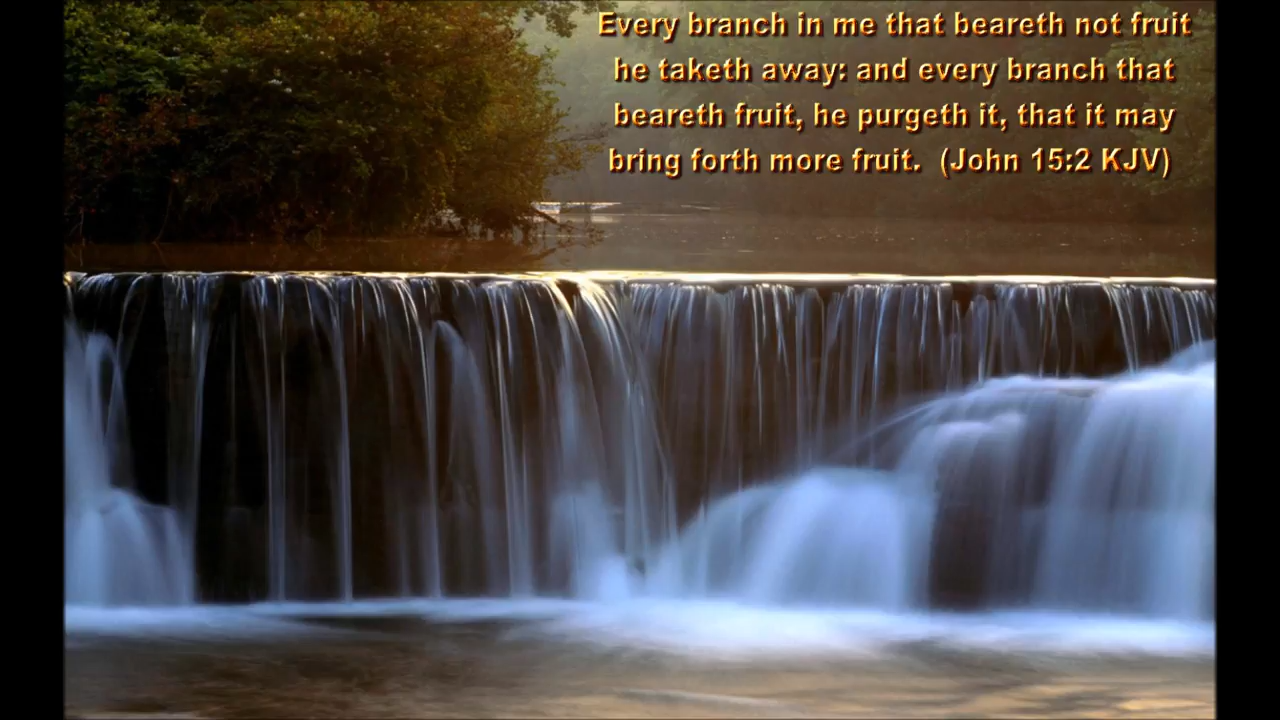 Every branch in me that beareth not fruit
he taketh away: and every branch that
beareth fruit, he purgeth it, that it may
bring forth more fruit.  (John 15:2 KJV)